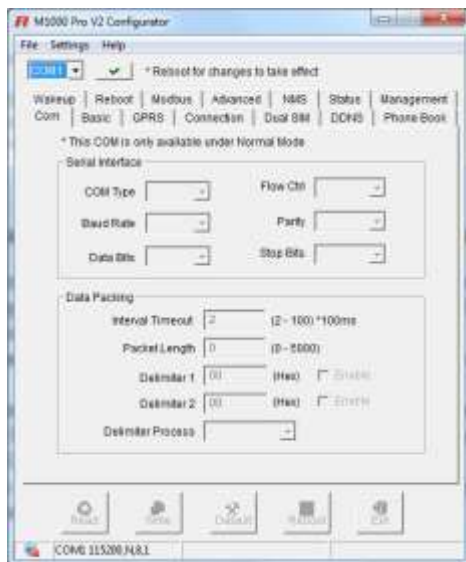 M1000 Pro V2 Configurator
File Settings Help
COM1 * Reboot for changes to take effect
Wakeup Reboot Modbus Advanced NMS Status Management
Com Basic GPRS Connection Dual SIM DDNS Phone Book
* This COM is only available under Normal Mode
Serial Interface
COM Type Flow Ctrl
Baud Rate Parity
Data Bits Stop Bits
Data Packing
Interval Timeout 2 (2 - 100) *100ms
Packet Length 0 (0 - 5000)
Delimiter 1 00 (Hex) Enable
Delimiter 2 00 (Hex) Enable
Delimiter Process
Read Write Default Reboot Exit
COM1 115200,N,8,1